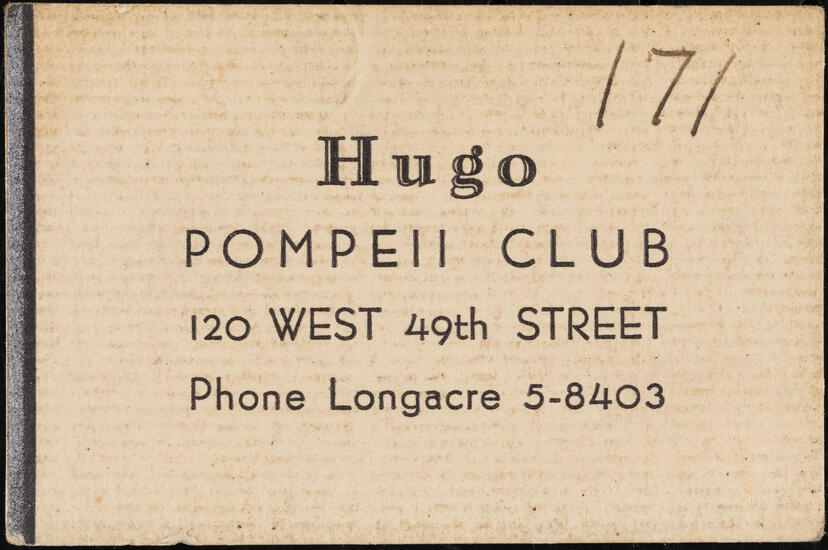 171
Hugo
POMPEII CLUB
120 WEST 49th STREET
Phone Longacre 5-8403